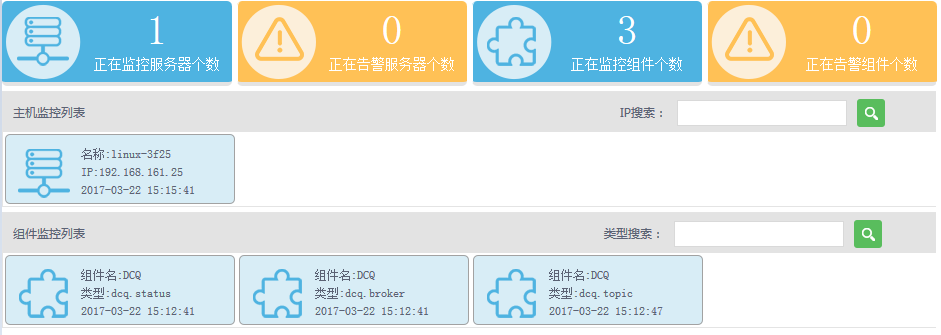 1
正在监控服务器个数
0
正在告警服务器个数
3
正在监控组件个数
0
正在告警组件个数
主机监控列表
IP搜索：
名称:linux-3f25
IP:192.168.161.25
2017-03-22 15:15:41
组件监控列表
类型搜索：
组件名:DCQ
类型:dcq.status
2017-03-22 15:12:41
组件名:DCQ
类型:dcq.broker
2017-03-22 15:12:41
组件名:DCQ
类型:dcq.topic
2017-03-22 15:12:47